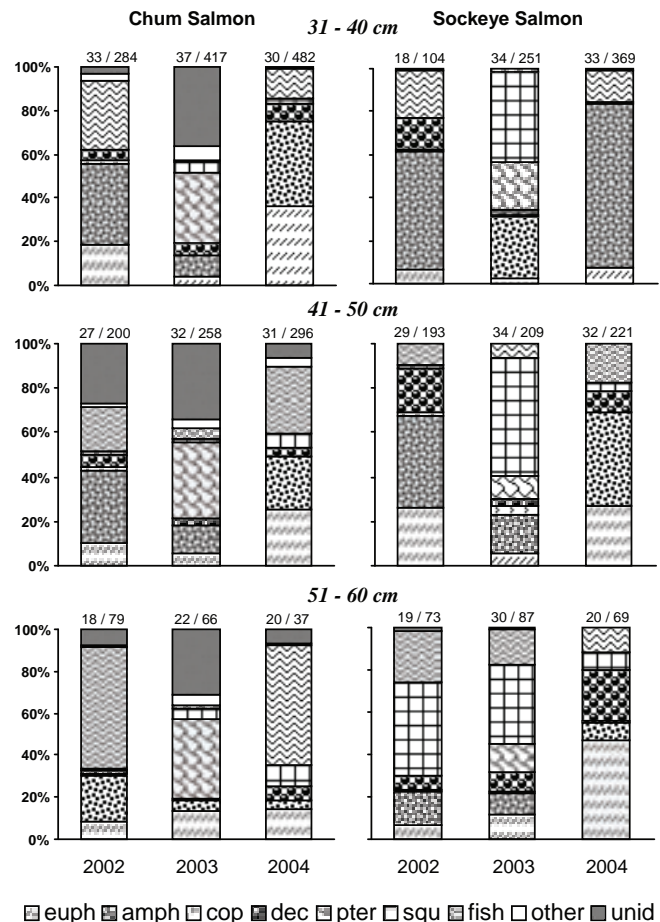 Chum Salmon Sockeye Salmon
31 - 40 cm
33 / 284 37 / 417 30 / 482 18 / 104 34 / 251 33 / 369
100%
80%
60%
40%
20%
0%
41 - 50 cm
27 / 200 32 / 258 31 / 296 29 / 193 34 / 209 32 / 221
100%
80%
60%
40%
20%
0%
51 - 60 cm
18 / 79 22 / 66 20 / 37 19 / 73 30 / 87 20 / 69
100%
80%
60%
40%
20%
0%
2002 2003 2004 2002 2003 2004
euph amph cop dec pter squ fish other unid